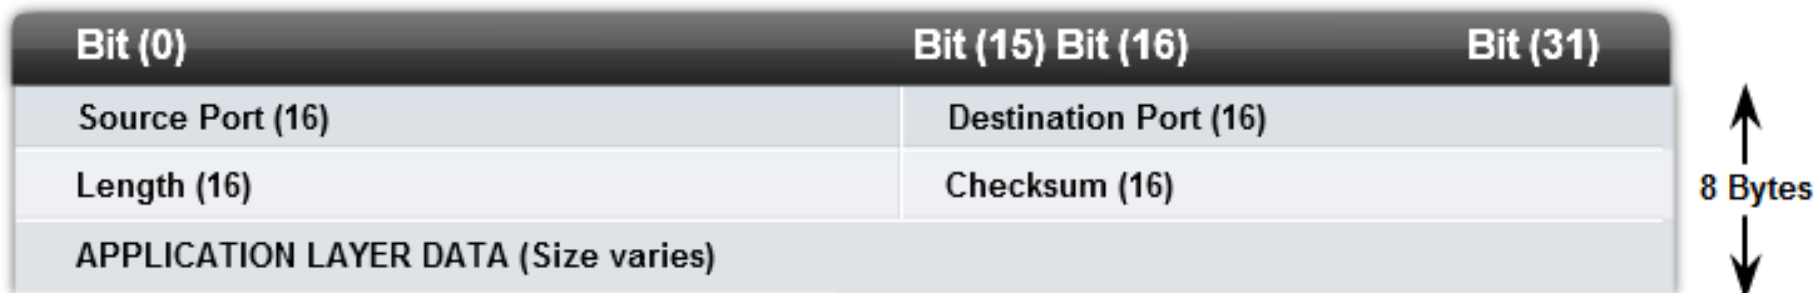 Bit (0) Bit (15) Bit (16) Bit (31)
Source Port (16) Destination Port (16)
Length (16) Checksum (16)
8 Bytes
APPLICATION LAYER DATA (Size varies)